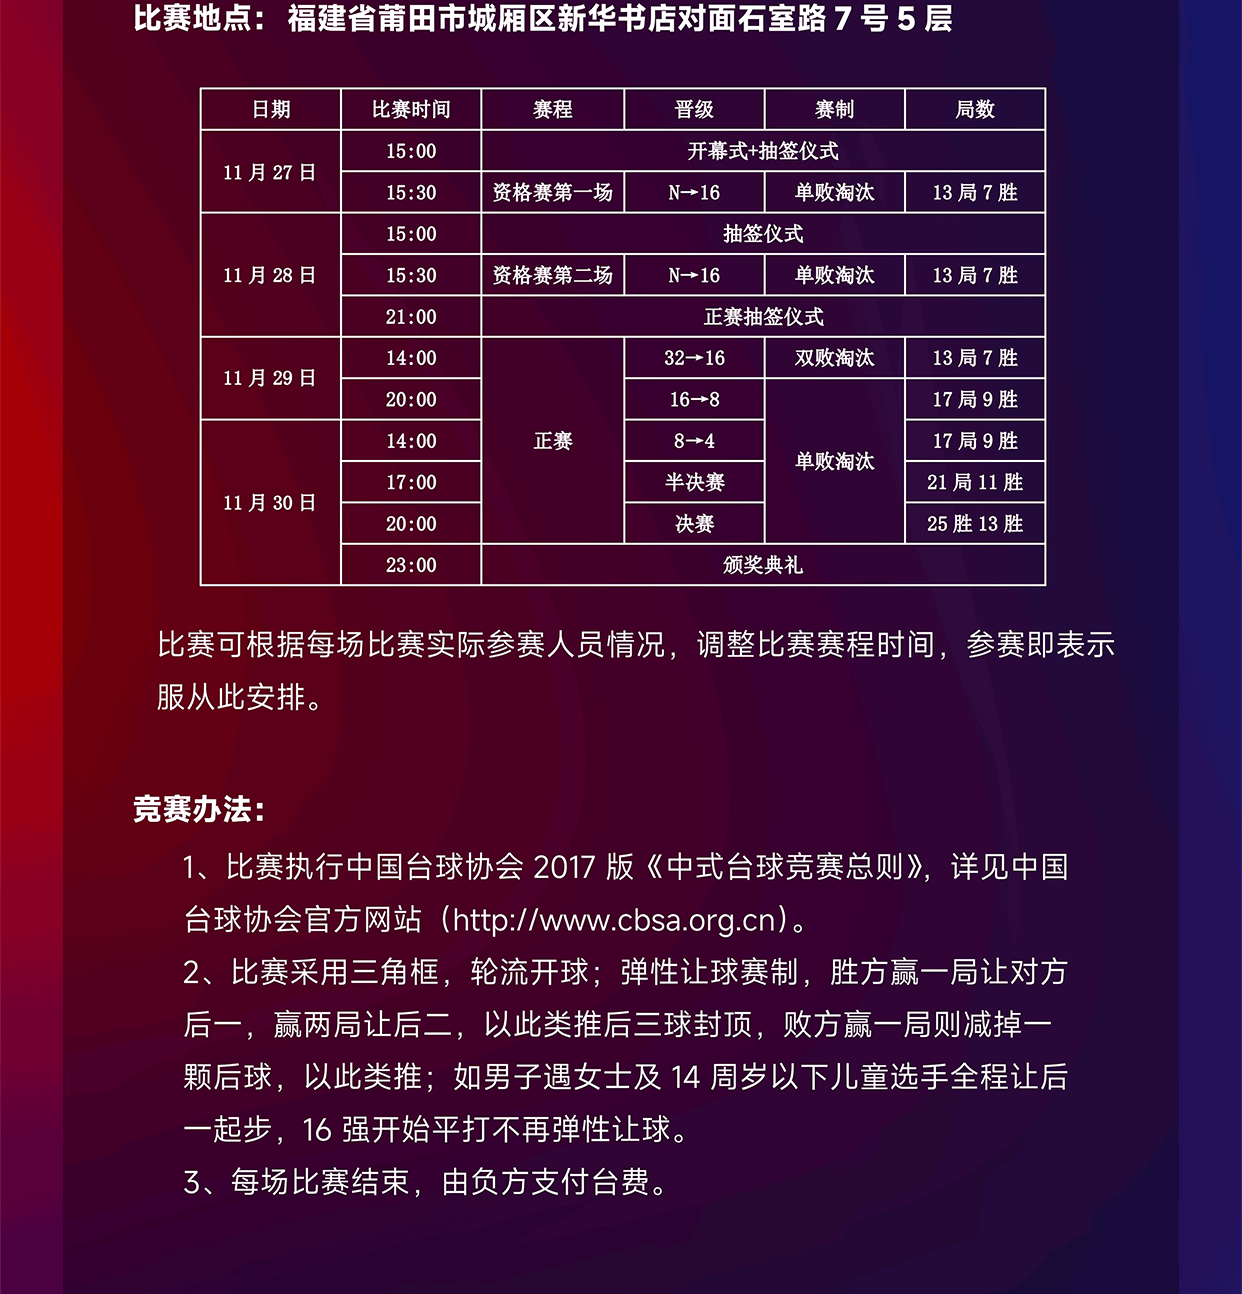 比赛地点：福建省莆田市城厢区新华书店对面石室路 7 号 5 层
日期 比赛时间 赛程 晋级 赛制 局数
11 月 27 日 15:00 开幕式+抽签仪式
15:30 资格赛第一场 N→16 单败淘汰 13 局 7 胜
11 月 28 日 15:00 抽签仪式
15:30 资格赛第二场 N→16 单败淘汰 13 局 7 胜
21:00 正赛抽签仪式
11 月 29 日 14:00 正赛 32→16 双败淘汰 13 局 7 胜
20:00 16→8 单败淘汰 17 局 9 胜
11 月 30 日 14:00 8→4 17 局 9 胜
17:00 半决赛 21 局 11 胜
20:00 决赛 25 胜 13 胜
23:00 颁奖典礼
比赛可根据每场比赛实际参赛人员情况，调整比赛赛程时间，参赛即表示
服从此安排。
竞赛办法：
1、比赛执行中国台球协会 2017 版《中式台球竞赛总则》，详见中国
台球协会官方网站（http://www.cbsa.org.cn）。
2、比赛采用三角框，轮流开球；弹性让球赛制，胜方赢一局让对方
后一，赢两局让后二，以此类推后三球封顶，败方赢一局则减掉一
颗后球，以此类推；如男子遇女士及 14 周岁以下儿童选手全程让后
一起步，16 强开始平打不再弹性让球。
3、每场比赛结束，由负方支付台费。